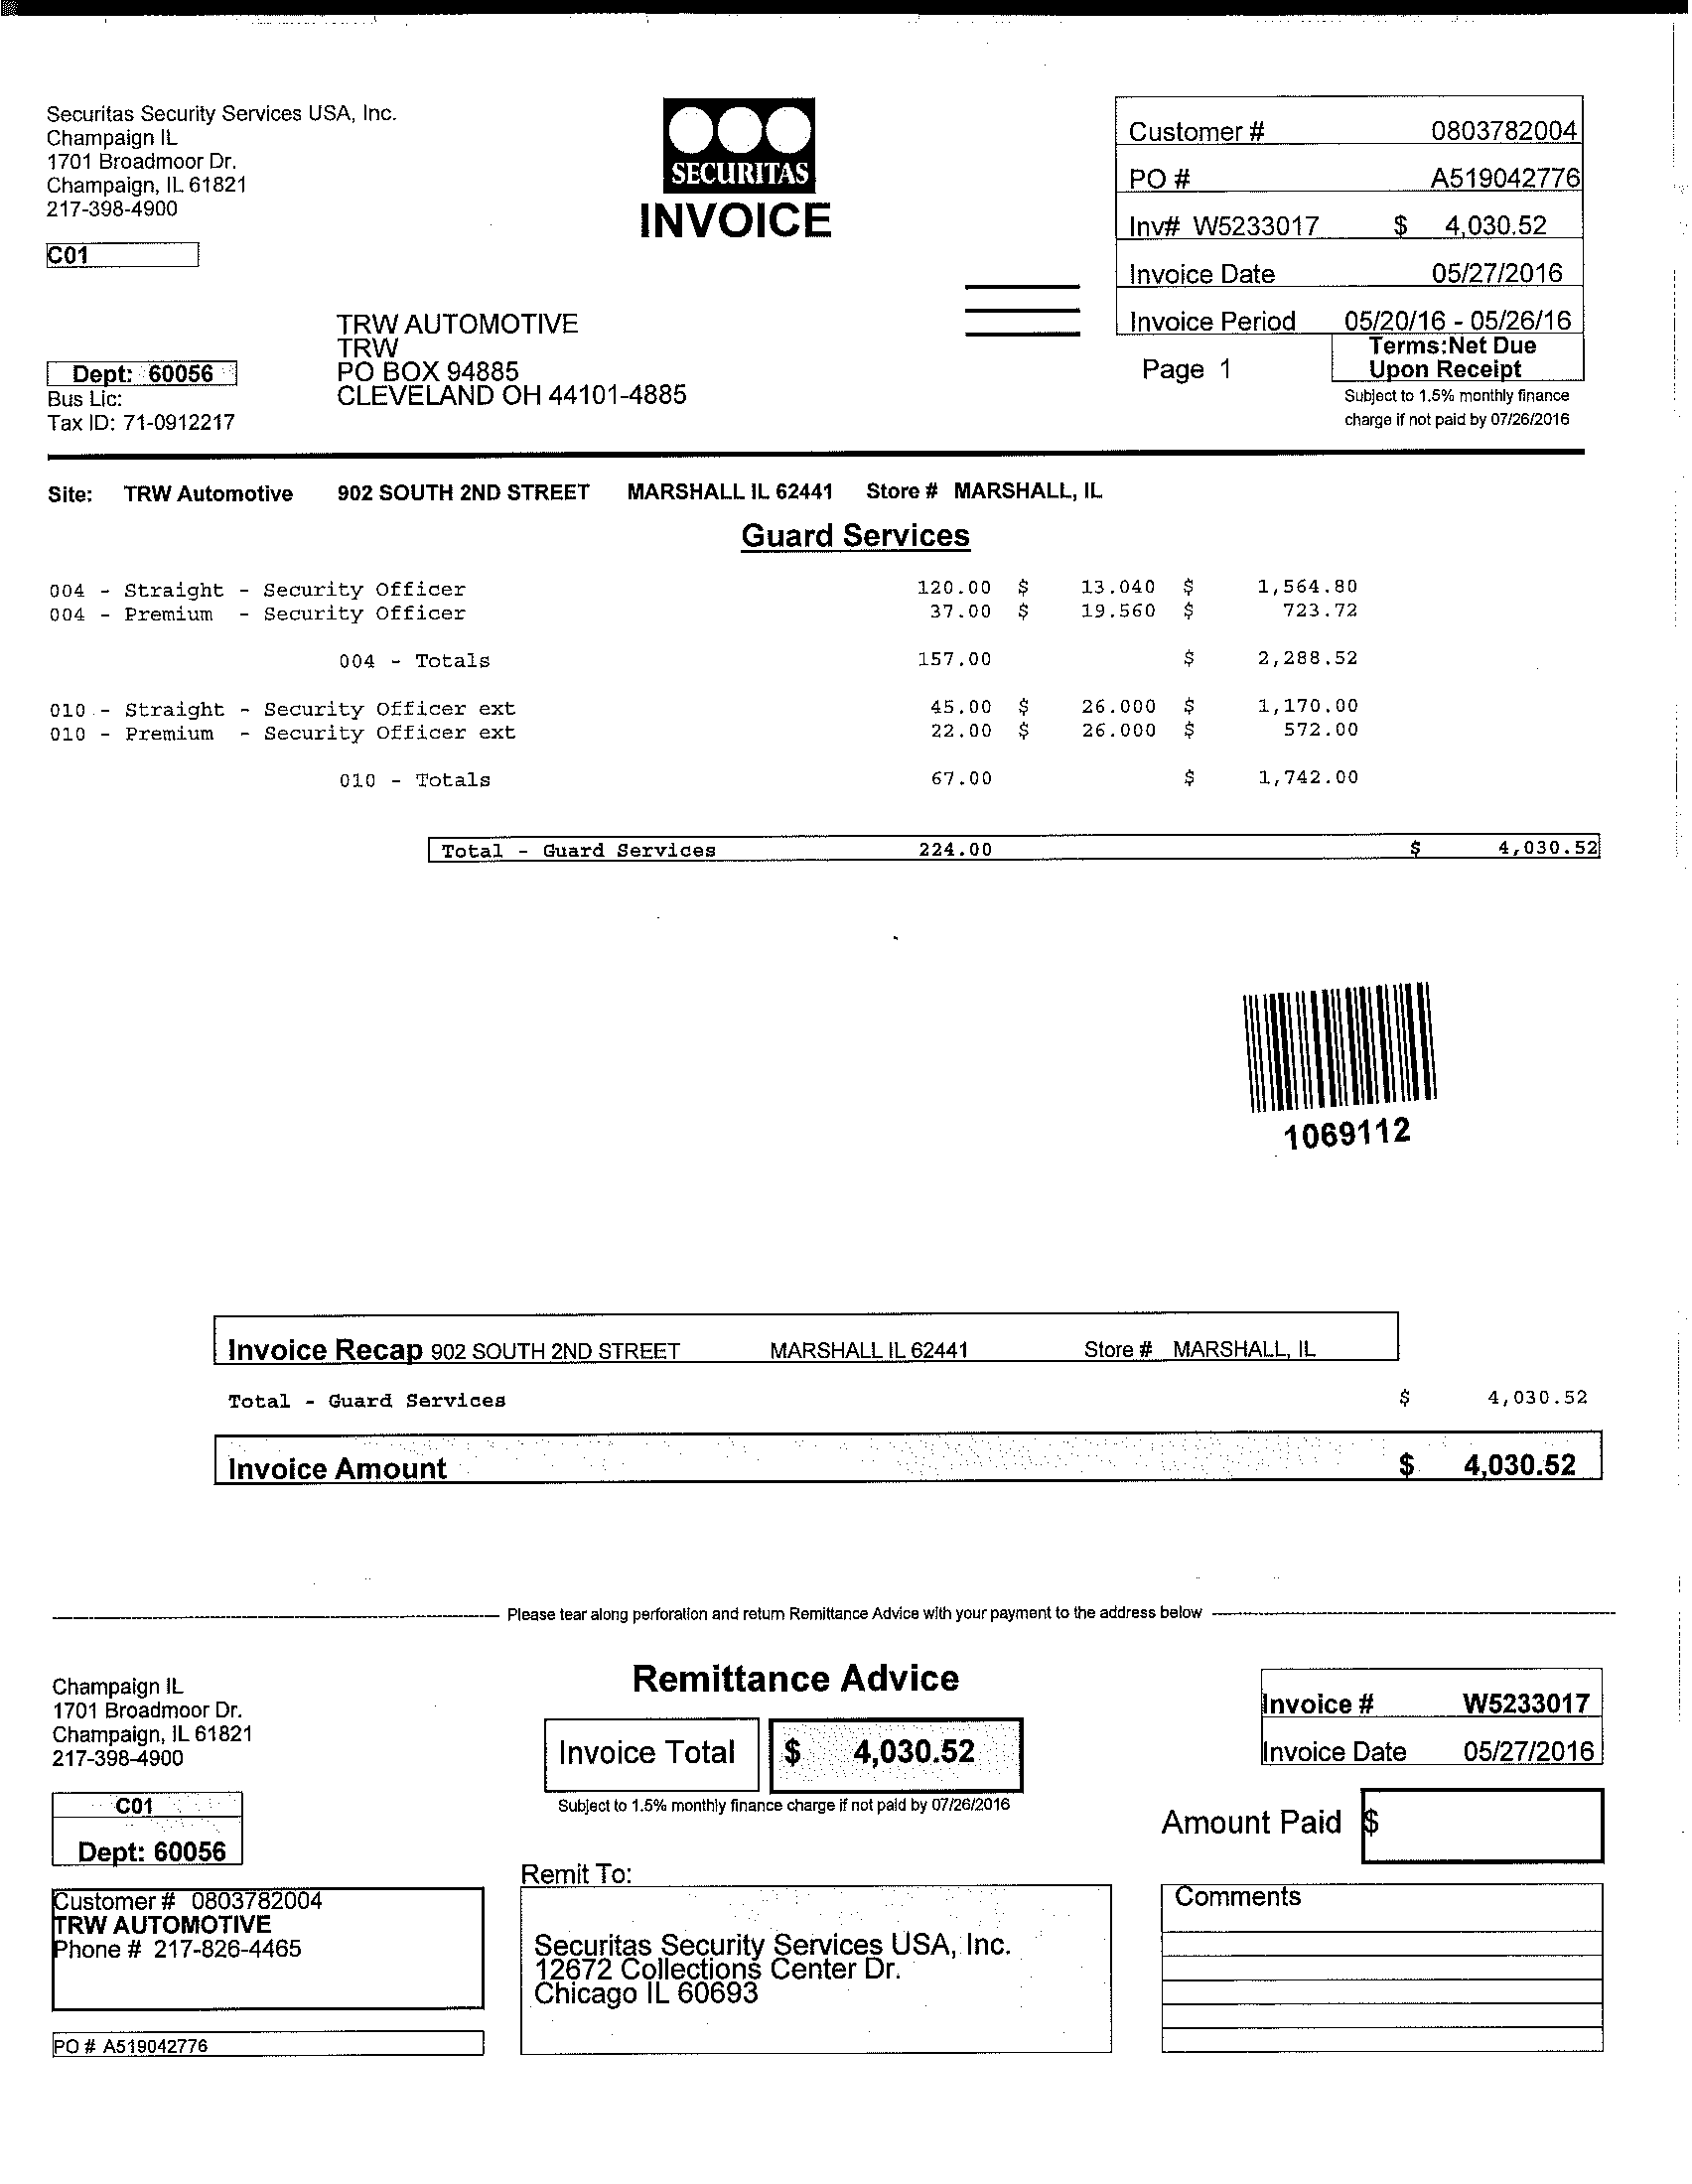 Securitas Security Services USA, Inc.
Champaign IL
1701 Broadmoor Dr.
Champaign, IL 61821
217-398-4900
C01
SECURITAS
INVOICE
Customer # 0803782004
PO # A519042776
Inv# W5233017 $ 4,030.52
Invoice Date 05/27/2016
Invoice Period 05/20/16 - 05/26/16
Page 1
Terms:Net Due
Upon Receipt
Subject to 1.5% monthly finance
charge if not paid by 07/26/2016
TRW AUTOMOTIVE
TRW
PO BOX 94885
CLEVELAND OH 44101-4885
Dept: 60056
Bus Lic:
Tax ID: 71-0912217
Site: TRW Automotive 902 SOUTH 2ND STREET MARSHALL IL 62441 Store # MARSHALL, IL
Guard Services
004 - Straight - Security Officer 120.00 $ 13.040 $ 1,564.80
004 - Premium - Security Officer 37.00 $ 19.560 $ 723.72
004 - Totals 157.00 $ 2,288.52
010 - Straight - Security Officer ext 45.00 $ 26.000 $ 1,170.00
010 - Premium - Security Officer ext 22.00 $ 26.000 $ 572.00
010 - Totals 67.00 $ 1,742.00
Total - Guard Services 224.00 $ 4,030.52
1069112
Invoice Recap 902 SOUTH 2ND STREET MARSHALL IL 62441 Store # MARSHALL, IL
Total - Guard Services $ 4,030.52
Invoice Amount $ 4,030.52
Please tear along perforation and return Remittance Advice with your payment to the address below
Champaign IL
1701 Broadmoor Dr.
Champaign, IL 61821
217-398-4900
C01
Dept: 60056
Customer # 0803782004
TRW AUTOMOTIVE
Phone # 217-826-4465
PO # A519042776
Remittance Advice
Invoice Total $ 4,030.52
Subject to 1.5% monthly finance charge if not paid by 07/26/2016
Remit To:
Securitas Security Services USA, Inc.
12672 Collections Center Dr.
Chicago IL 60693
Invoice # W5233017
Invoice Date 05/27/2016
Amount Paid $
Comments